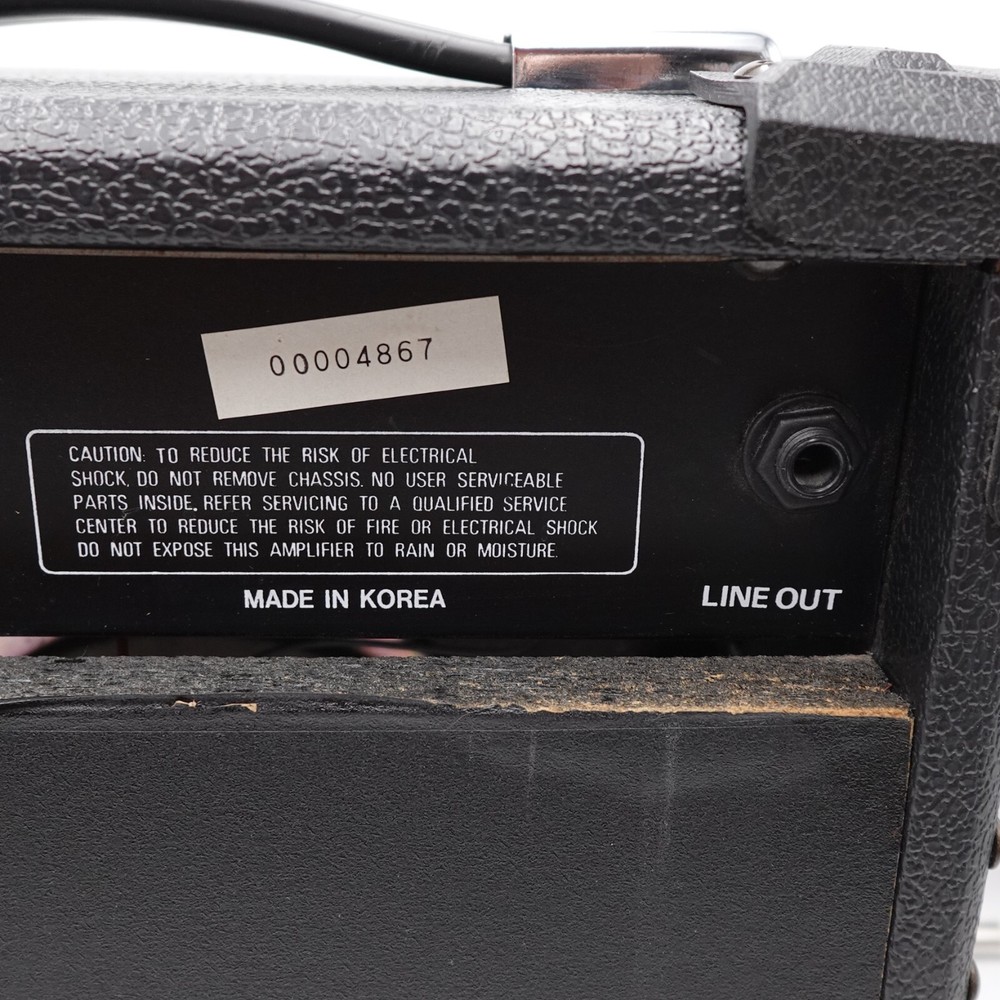 00004867
CAUTION: TO REDUCE THE RISK OF ELECTRICAL
SHOCK, DO NOT REMOVE CHASSIS. NO USER SERVICEABLE
PARTS INSIDE. REFER SERVICING TO A QUALIFIED SERVICE
CENTER TO REDUCE THE RISK OF FIRE OR ELECTRICAL SHOCK
DO NOT EXPOSE THIS AMPLIFIER TO RAIN OR MOISTURE.
MADE IN KOREA
LINE OUT